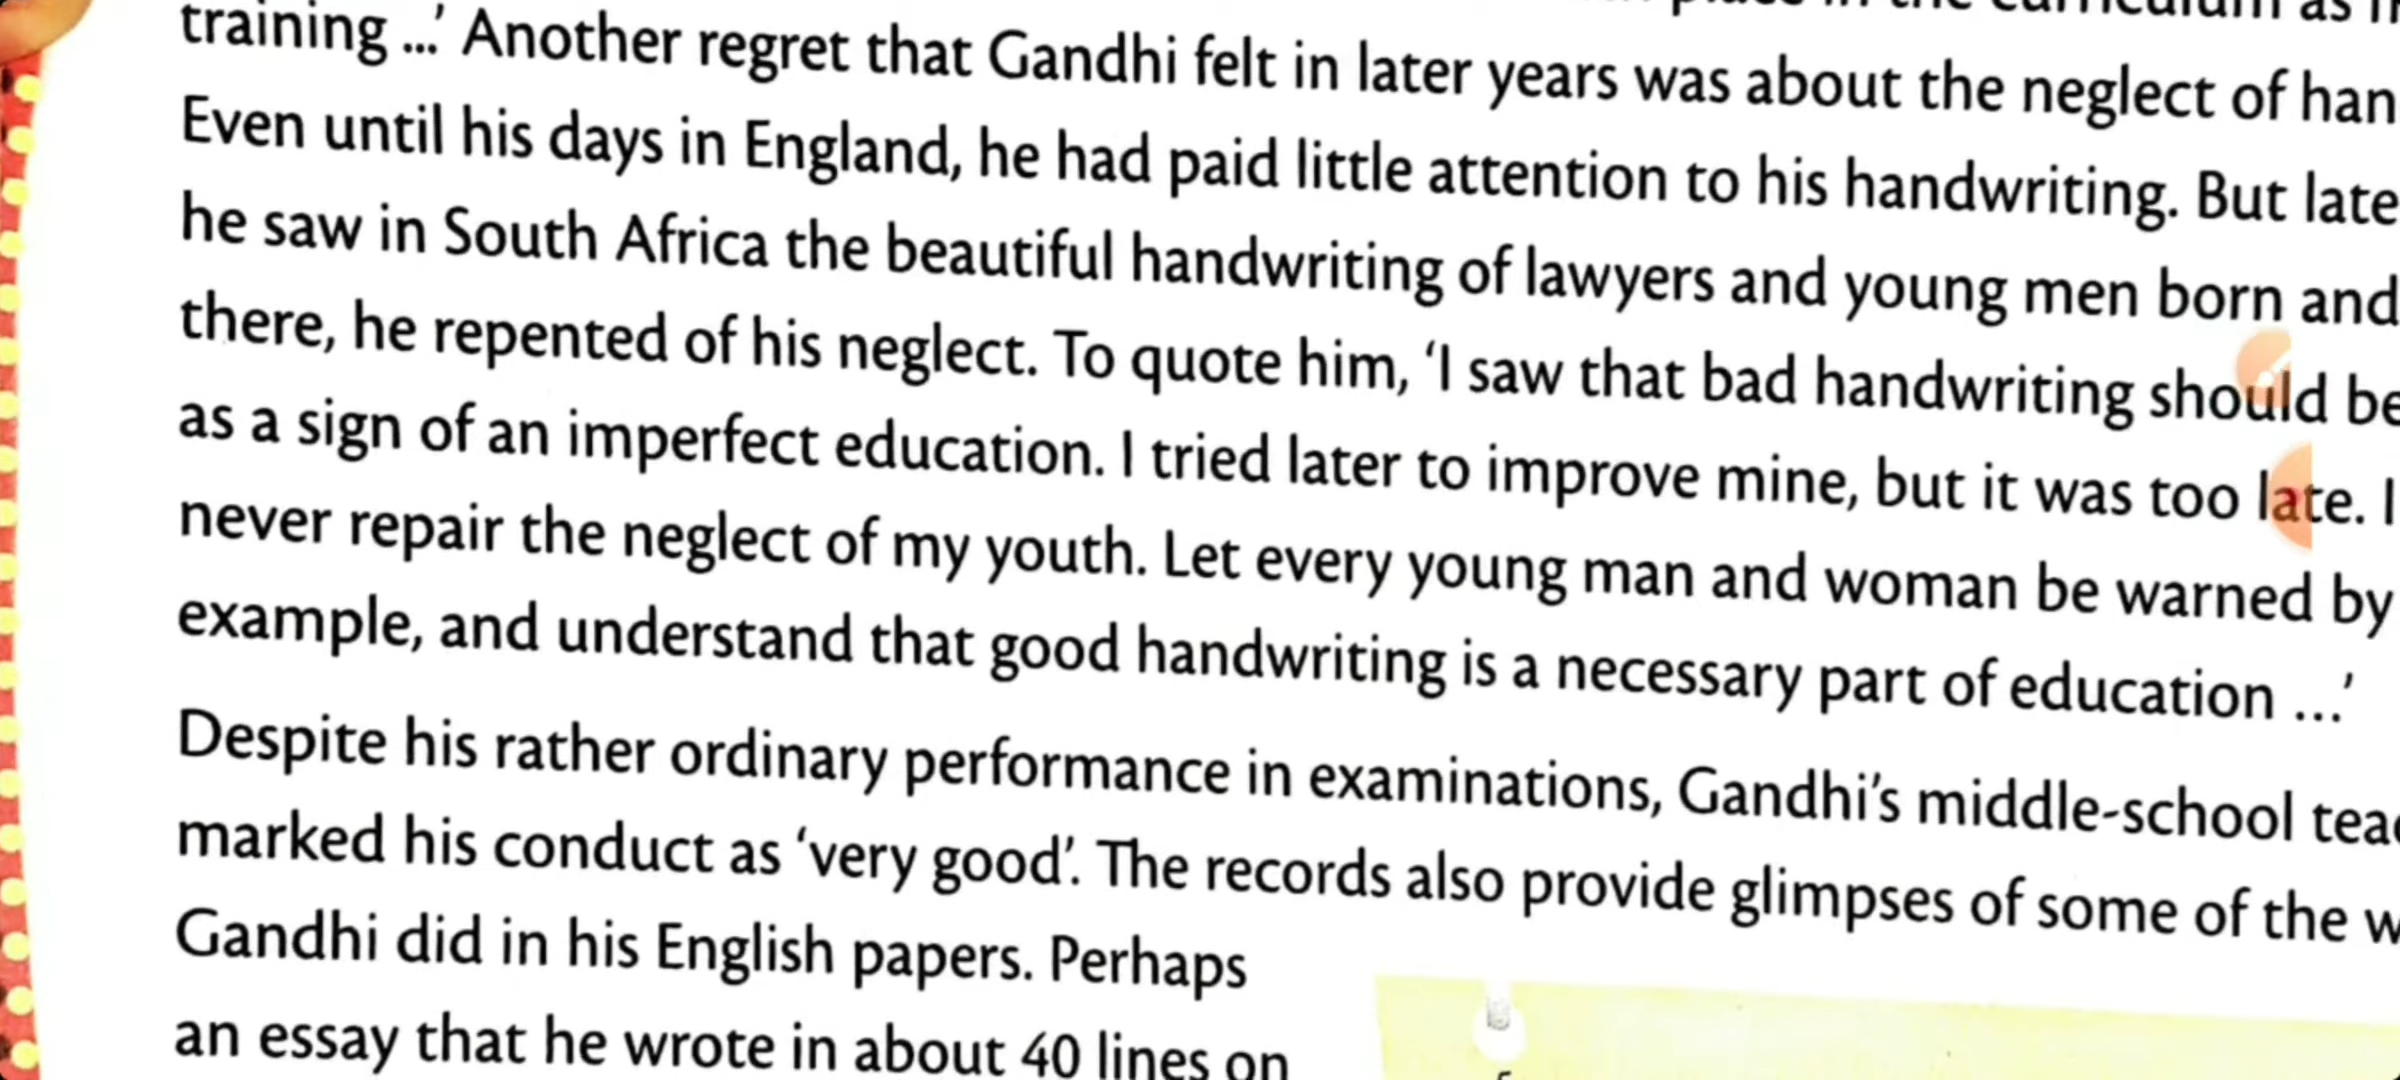 place in the curriculum as
training ...’ Another regret that Gandhi felt in later years was about the neglect of han
Even until his days in England, he had paid little attention to his handwriting. But late
he saw in South Africa the beautiful handwriting of lawyers and young men born and
there, he repented of his neglect. To quote him, ‘I saw that bad handwriting should be
as a sign of an imperfect education. I tried later to improve mine, but it was too late. I
never repair the neglect of my youth. Let every young man and woman be warned by
example, and understand that good handwriting is a necessary part of education ...’
Despite his rather ordinary performance in examinations, Gandhi’s middle-school tea
marked his conduct as ‘very good’. The records also provide glimpses of some of the w
Gandhi did in his English papers. Perhaps
an essay that he wrote in about 40 lines on